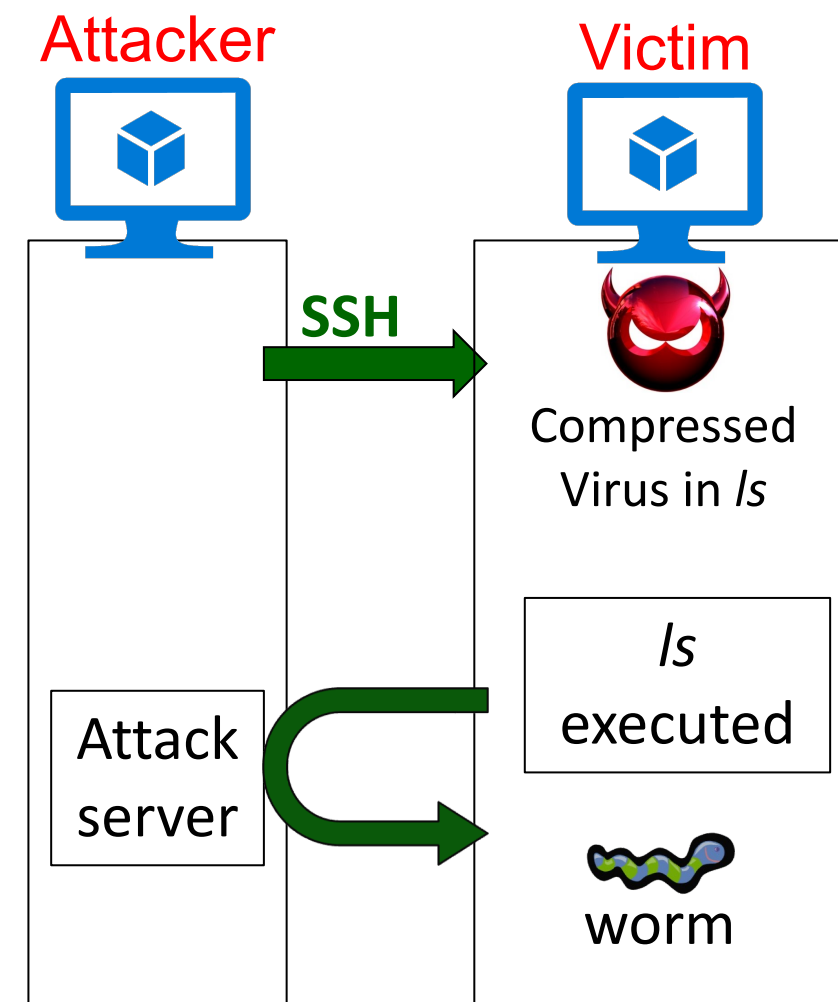 Attacker
Victim
SSH
Compressed
Virus in ls
ls
executed
Attack
server
worm